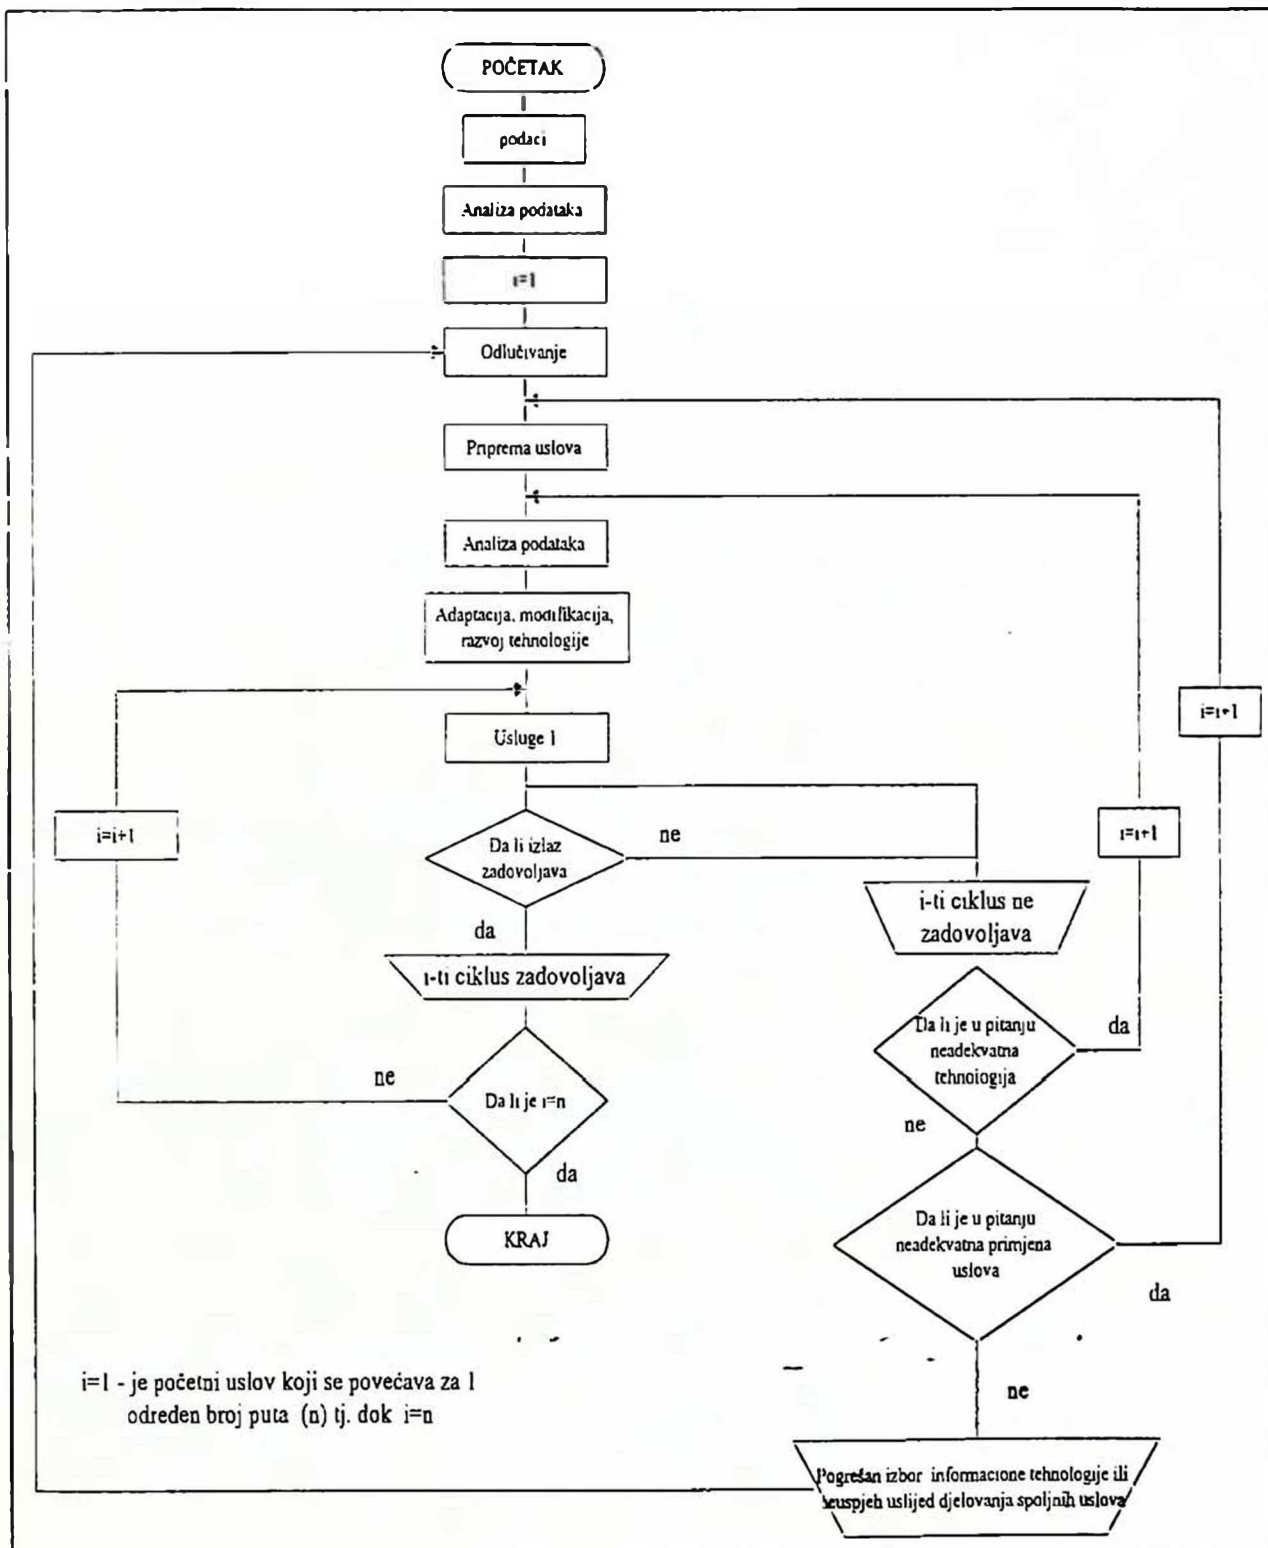 POČETAK
podaci
Analiza podataka
i=1
Odlučivanje
Priprema uslova
Analiza podataka
Adaptacija, modifikacija,
razvoj tehnologije
i=i+1
Usluge 1
i=i+1
i=i+1
ne
Da li izlaz
zadovoljava
i-ti ciklus ne
zadovoljava
da
i-ti ciklus zadovoljava
Da li je u pitanju
neadekvatna
tehnologija
da
ne
Da li je i=n
ne
da
KRAJ
Da li je u pitanju
neadekvatna primjena
uslova
da
i=1 - je početni uslov koji se povećava za 1
određen broj puta (n) tj. dok i=n
ne
Pogrešan izbor informacione tehnologije ili
neuspjeh uslijed djelovanja spoljnih uslova